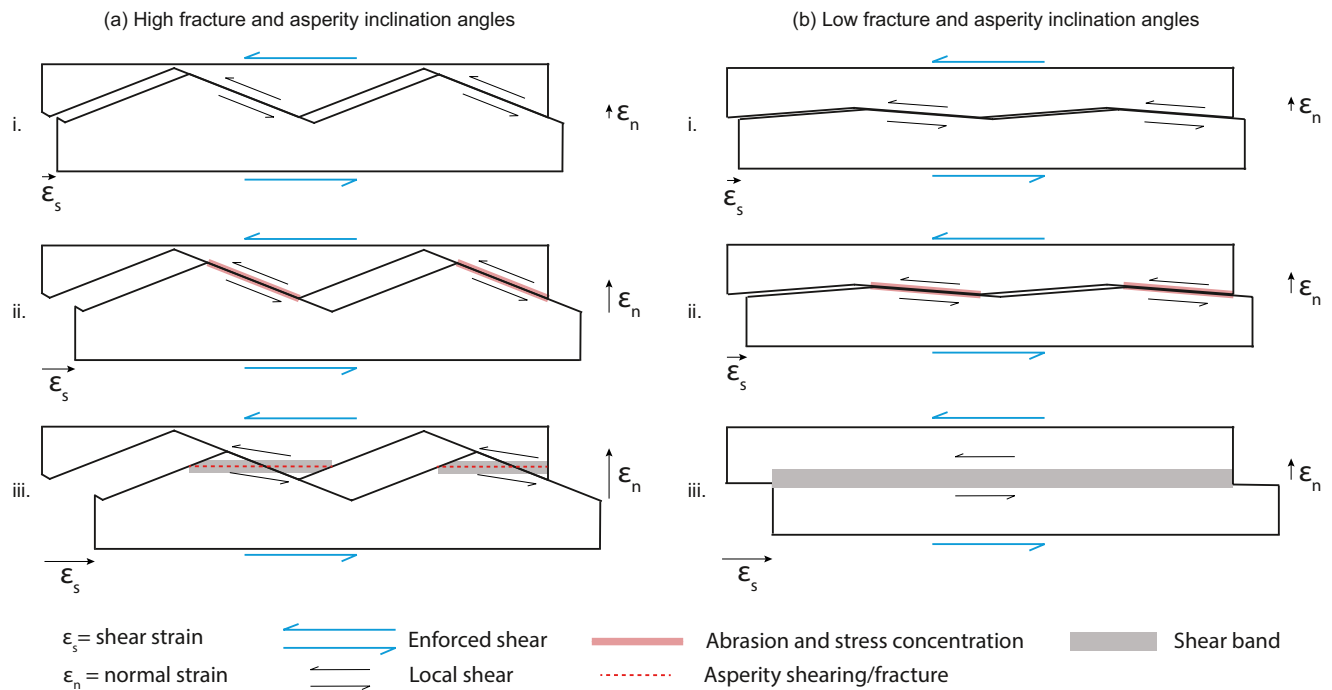 (a) High fracture and asperity inclination angles
(b) Low fracture and asperity inclination angles
i.
εn
εs
i.
εn
εs
ii.
εn
εs
ii.
εn
εs
iii.
εn
εs
iii.
εn
εs
εs = shear strain
Enforced shear
Abrasion and stress concentration
Shear band
εn = normal strain
Local shear
Asperity shearing/fracture